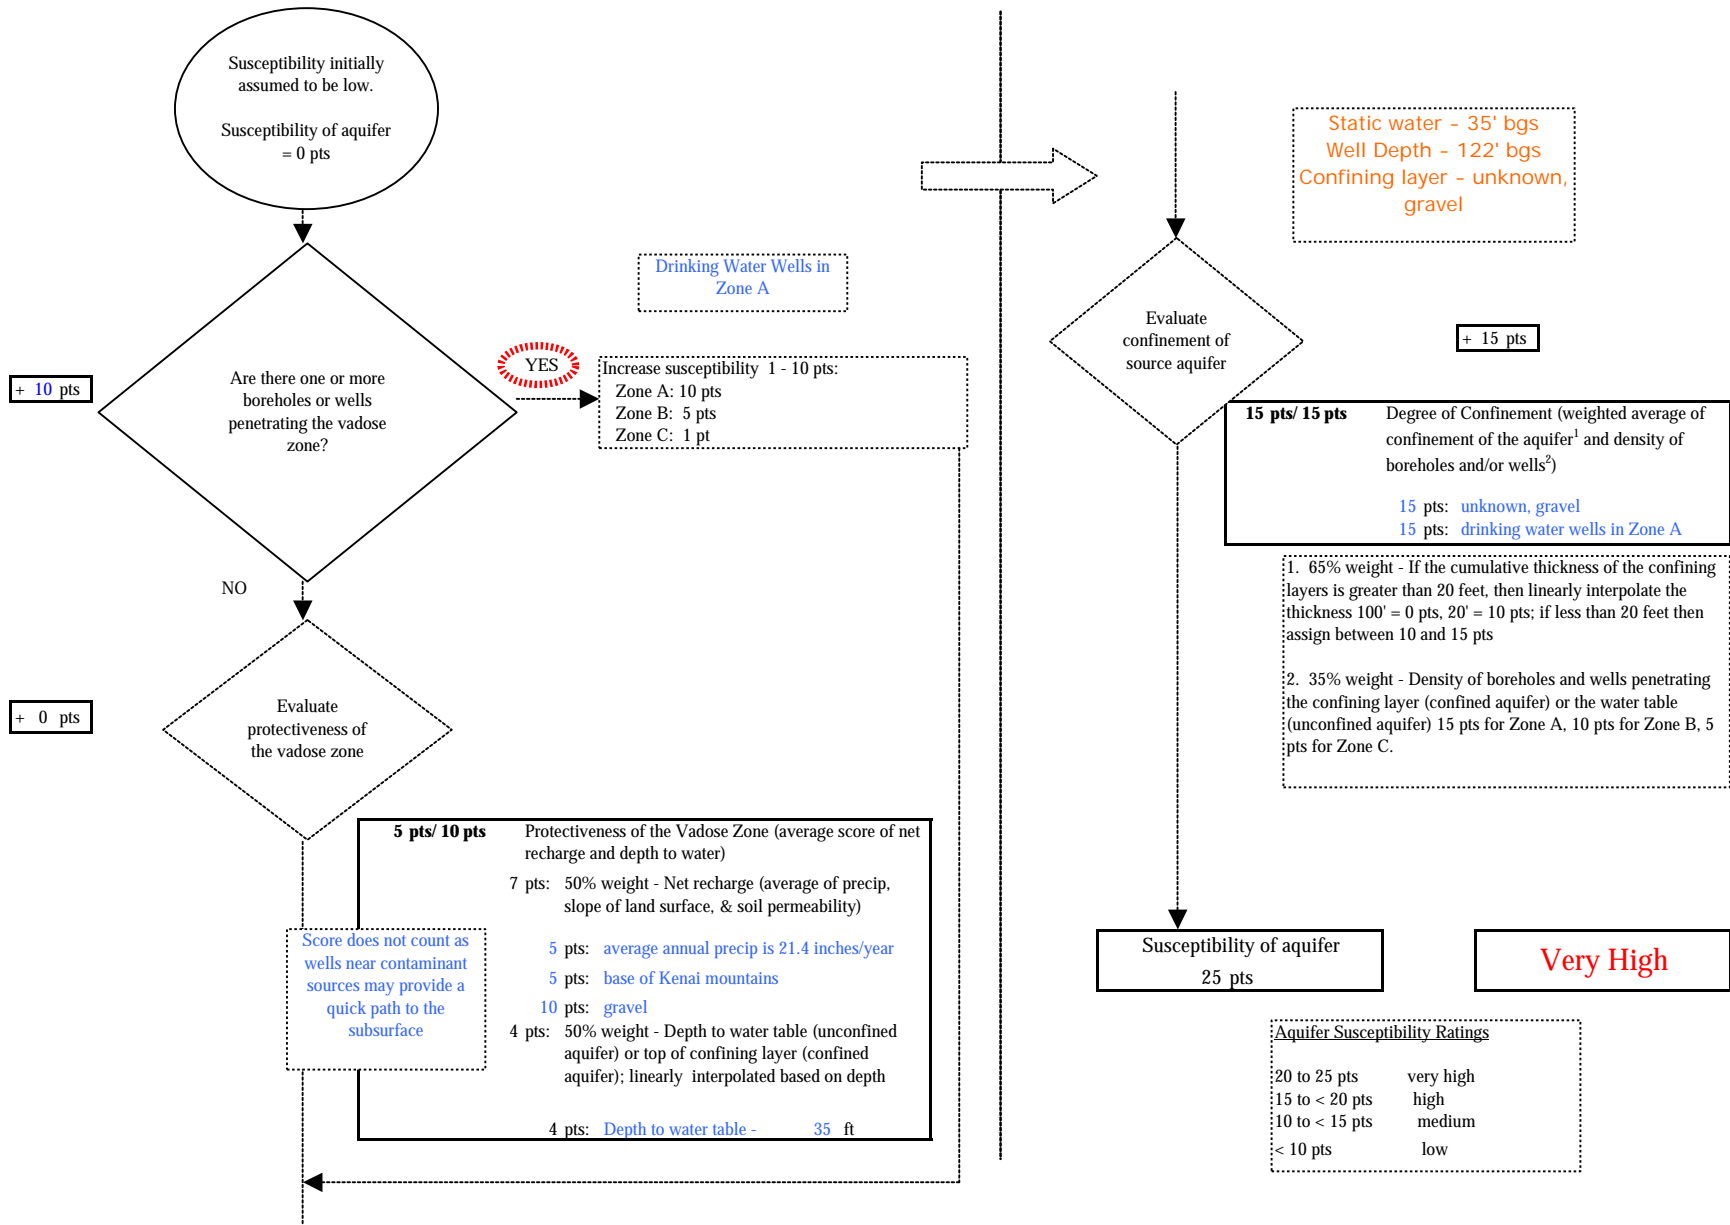 Susceptibility initially
assumed to be low.
Susceptibility of aquifer
= 0 pts
Drinking Water Wells in
Zone A
+ 10 pts
Are there one or more
boreholes or wells
penetrating the vadose
zone?
YES
Increase susceptibility 1 - 10 pts:
Zone A: 10 pts
Zone B: 5 pts
Zone C: 1 pt
NO
+ 0 pts
Evaluate
protectiveness of
the vadose zone
5 pts/ 10 pts Protectiveness of the Vadose Zone (average score of net
recharge and depth to water)
7 pts: 50% weight - Net recharge (average of precip,
slope of land surface, & soil permeability)
5 pts: average annual precip is 21.4 inches/year
5 pts: base of Kenai mountains
10 pts: gravel
4 pts: 50% weight - Depth to water table (unconfined
aquifer) or top of confining layer (confined
aquifer); linearly interpolated based on depth
4 pts: Depth to water table - 35 ft
Score does not count as
wells near contaminant
sources may provide a
quick path to the
subsurface
Static water - 35' bgs
Well Depth - 122' bgs
Confining layer - unknown,
gravel
Evaluate
confinement of
source aquifer
+ 15 pts
15 pts/ 15 pts Degree of Confinement (weighted average of
confinement of the aquifer1 and density of
boreholes and/or wells2)
15 pts: unknown, gravel
15 pts: drinking water wells in Zone A
1. 65% weight - If the cumulative thickness of the confining
layers is greater than 20 feet, then linearly interpolate the
thickness 100' = 0 pts, 20' = 10 pts; if less than 20 feet then
assign between 10 and 15 pts
2. 35% weight - Density of boreholes and wells penetrating
the confining layer (confined aquifer) or the water table
(unconfined aquifer) 15 pts for Zone A, 10 pts for Zone B, 5
pts for Zone C.
Susceptibility of aquifer
25 pts
Very High
Aquifer Susceptibility Ratings
20 to 25 pts very high
15 to < 20 pts high
10 to < 15 pts medium
< 10 pts low